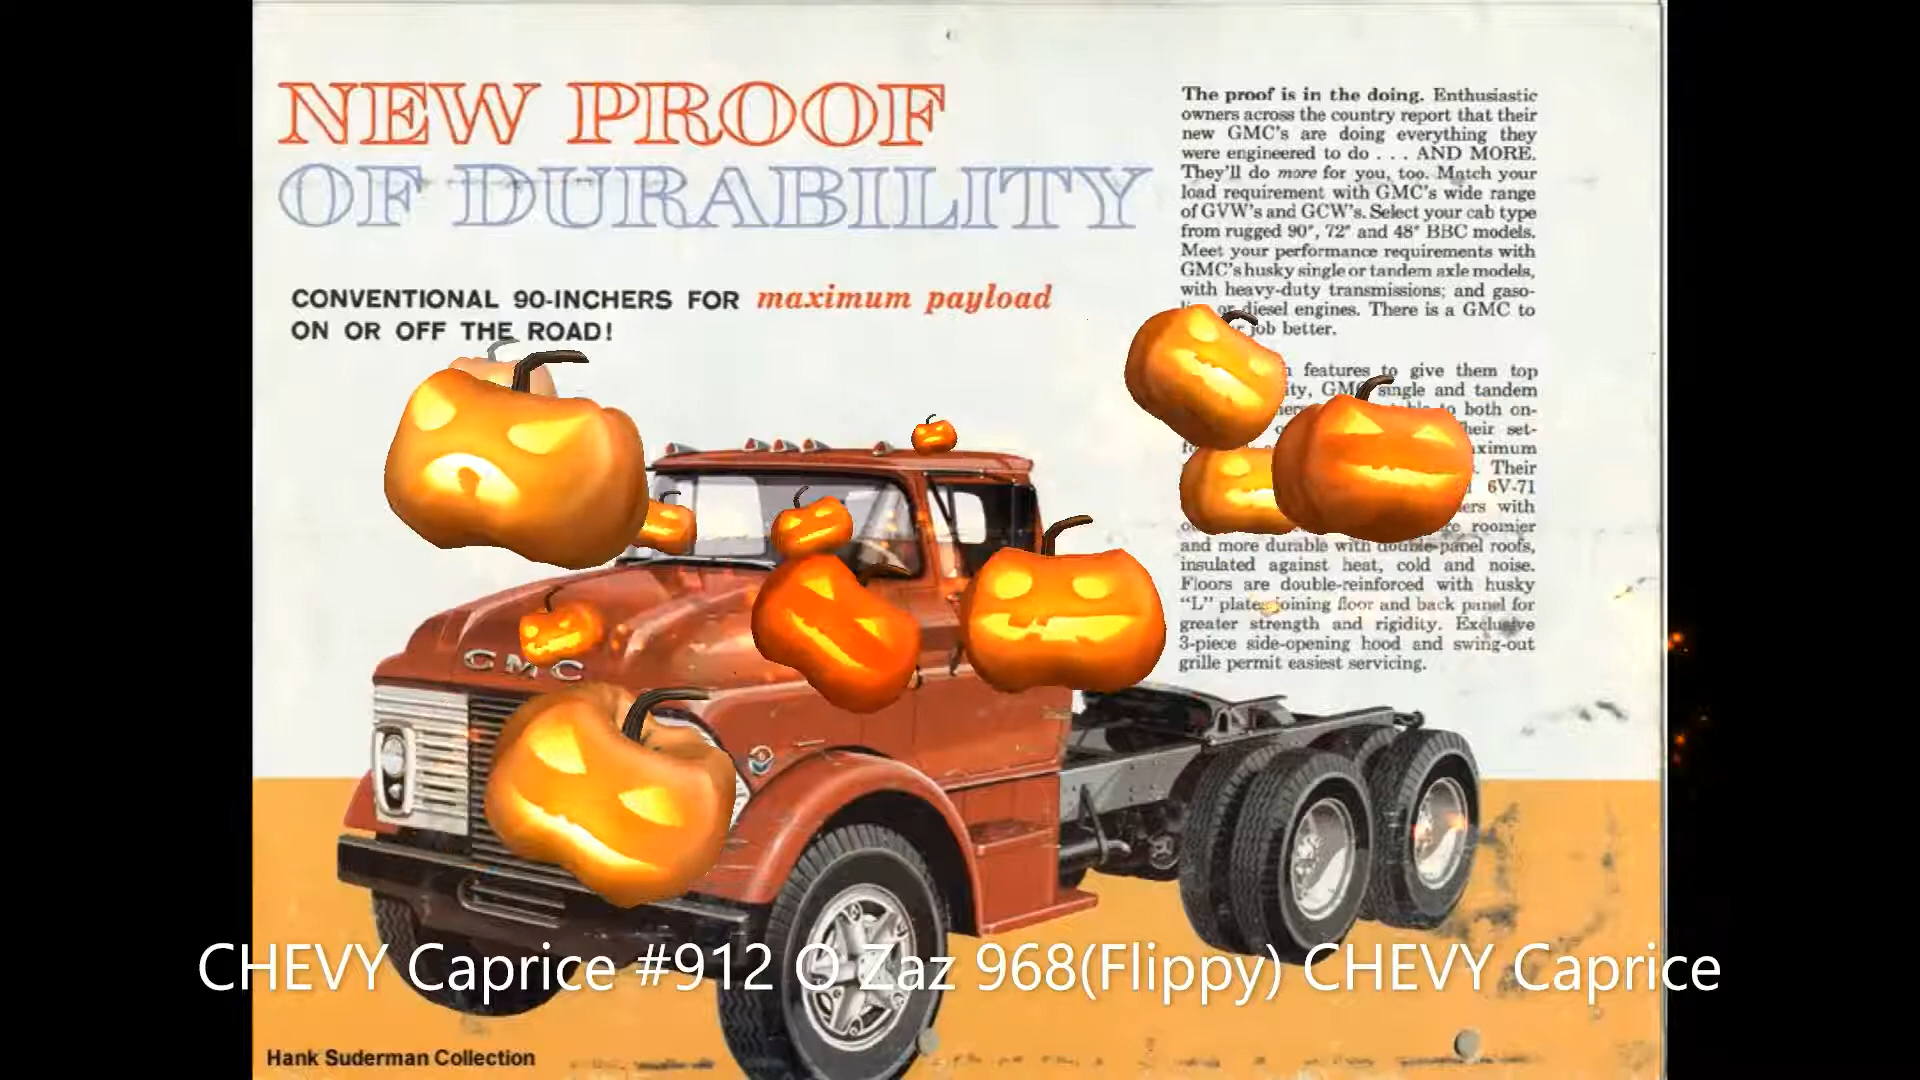 NEW PROOF
OF DURABILITY
CONVENTIONAL 90-INCHERS FOR maximum payload
ON OR OFF THE ROAD!
The proof is in the doing. Enthusiastic
owners across the country report that their
new GMC's are doing everything they
were engineered to do . . . AND MORE.
They'll do more for you, too. Match your
load requirement with GMC's wide range
of GVW's and GCW's. Select your cab type
from rugged 90", 72" and 48" BBC models.
Meet your performance requirements with
GMC's husky single or tandem axle models,
with heavy-duty transmissions; and gaso-
or diesel engines. There is a GMC to
job better.
features to give them top
GMC single and tandem
to both on-
Their
6V-71
with
roomier
and more durable with double-panel roofs,
insulated against heat, cold and noise.
Floors are double-reinforced with husky
"L" plates joining floor and back panel for
greater strength and rigidity. Exclusive
3-piece side-opening hood and swing-out
grille permit easiest servicing.
GMC
CHEVY Caprice #912 O Zaz 968(Flippy) CHEVY Caprice
Hank Suderman Collection